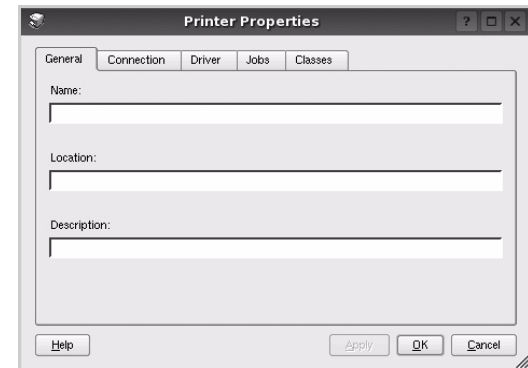 Printer Properties
General Connection Driver Jobs Classes
Name:
Location:
Description:
Help Apply OK Cancel